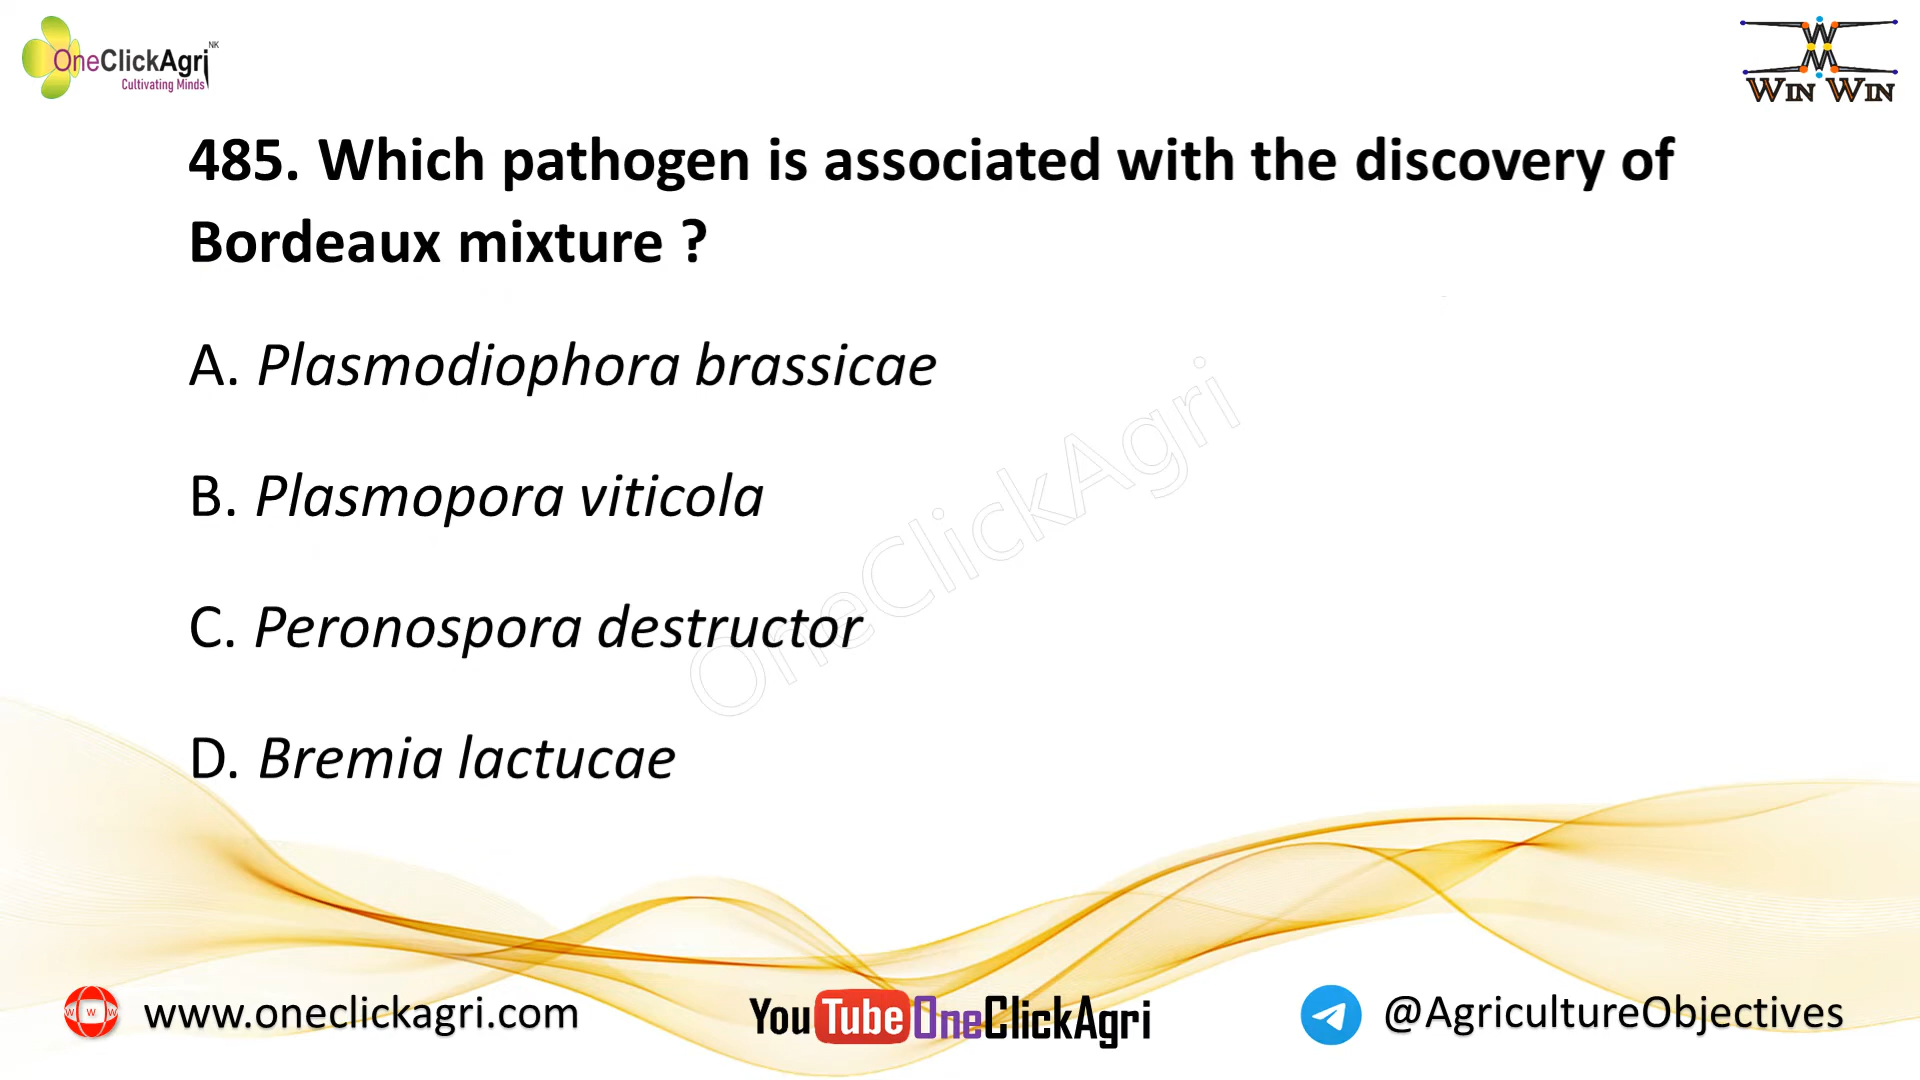 OneClickAgri NK
Cultivating Minds
WIN WIN
485. Which pathogen is associated with the discovery of
Bordeaux mixture ?
A. Plasmodiophora brassicae
B. Plasmopora viticola
C. Peronospora destructor
D. Bremia lactucae
OneClickAgri
W W W
www.oneclickagri.com
YouTube OneClickAgri
@AgricultureObjectives